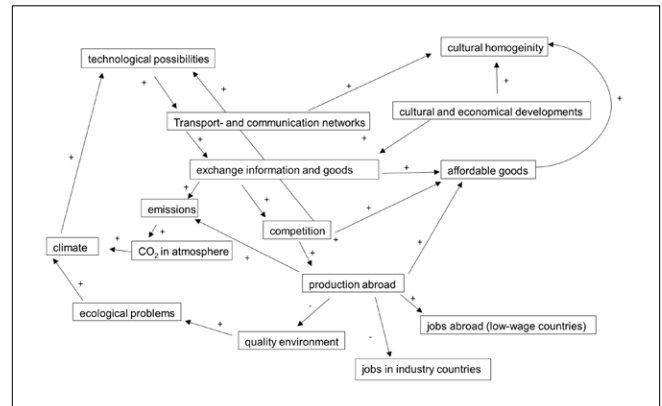 cultural homogeinity
technological possibilities
+
+
+
+
+
cultural and economical developments
+
Transport- and communication networks
+
+
+
exchange information and goods
+
affordable goods
+
+
+
emissions
+
competition
+
+
climate
+
CO2 in atmosphere
+
+
+
production abroad
+
+
ecological problems
-
+
jobs abroad (low-wage countries)
+
quality environment
-
jobs in industry countries